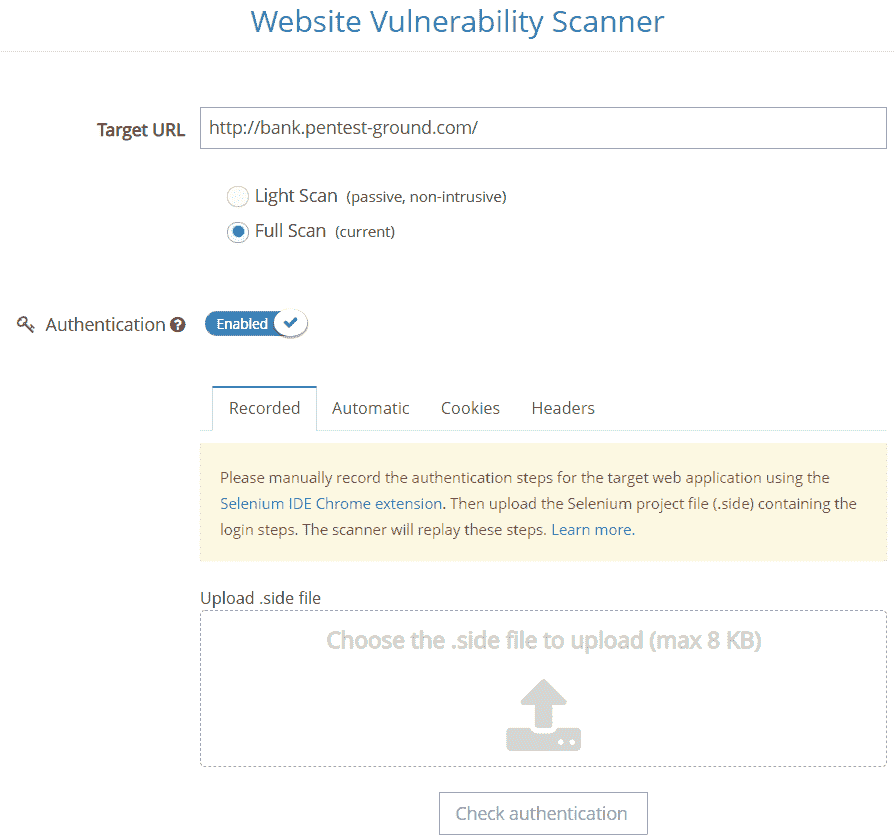 Website Vulnerability Scanner
Target URL
http://bank.pentest-ground.com/
Light Scan (passive, non-intrusive)
Full Scan (current)
Authentication ?
Enabled
Recorded Automatic Cookies Headers
Please manually record the authentication steps for the target web application using the
Selenium IDE Chrome extension. Then upload the Selenium project file (.side) containing the
login steps. The scanner will replay these steps. Learn more.
Upload .side file
Choose the .side file to upload (max 8 KB)
Check authentication